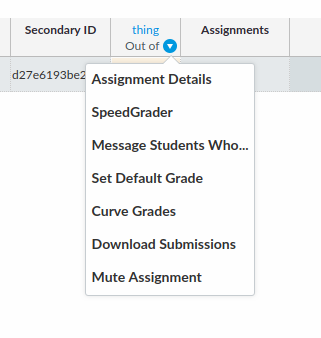 Secondary ID thing Assignments
Out of
d27e6193be2
Assignment Details
SpeedGrader
Message Students Who...
Set Default Grade
Curve Grades
Download Submissions
Mute Assignment